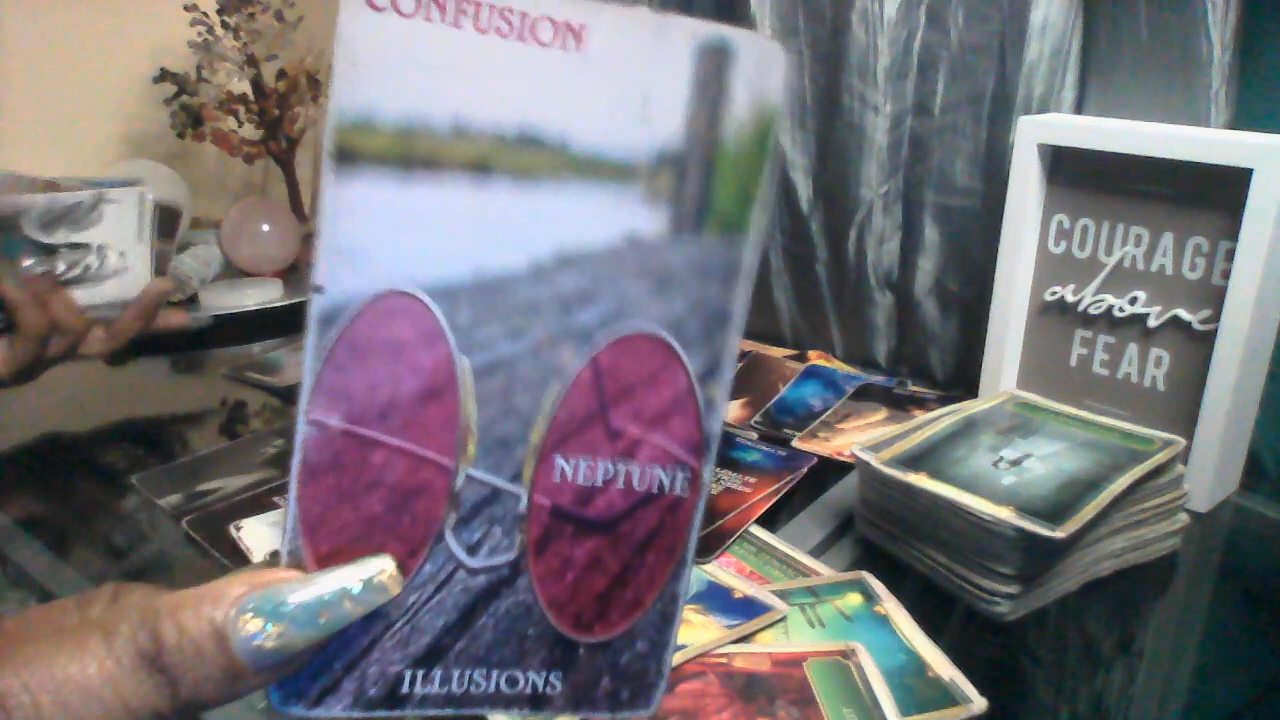 CONFUSION
NEPTUNE
ILLUSIONS
COURAGE
above
FEAR